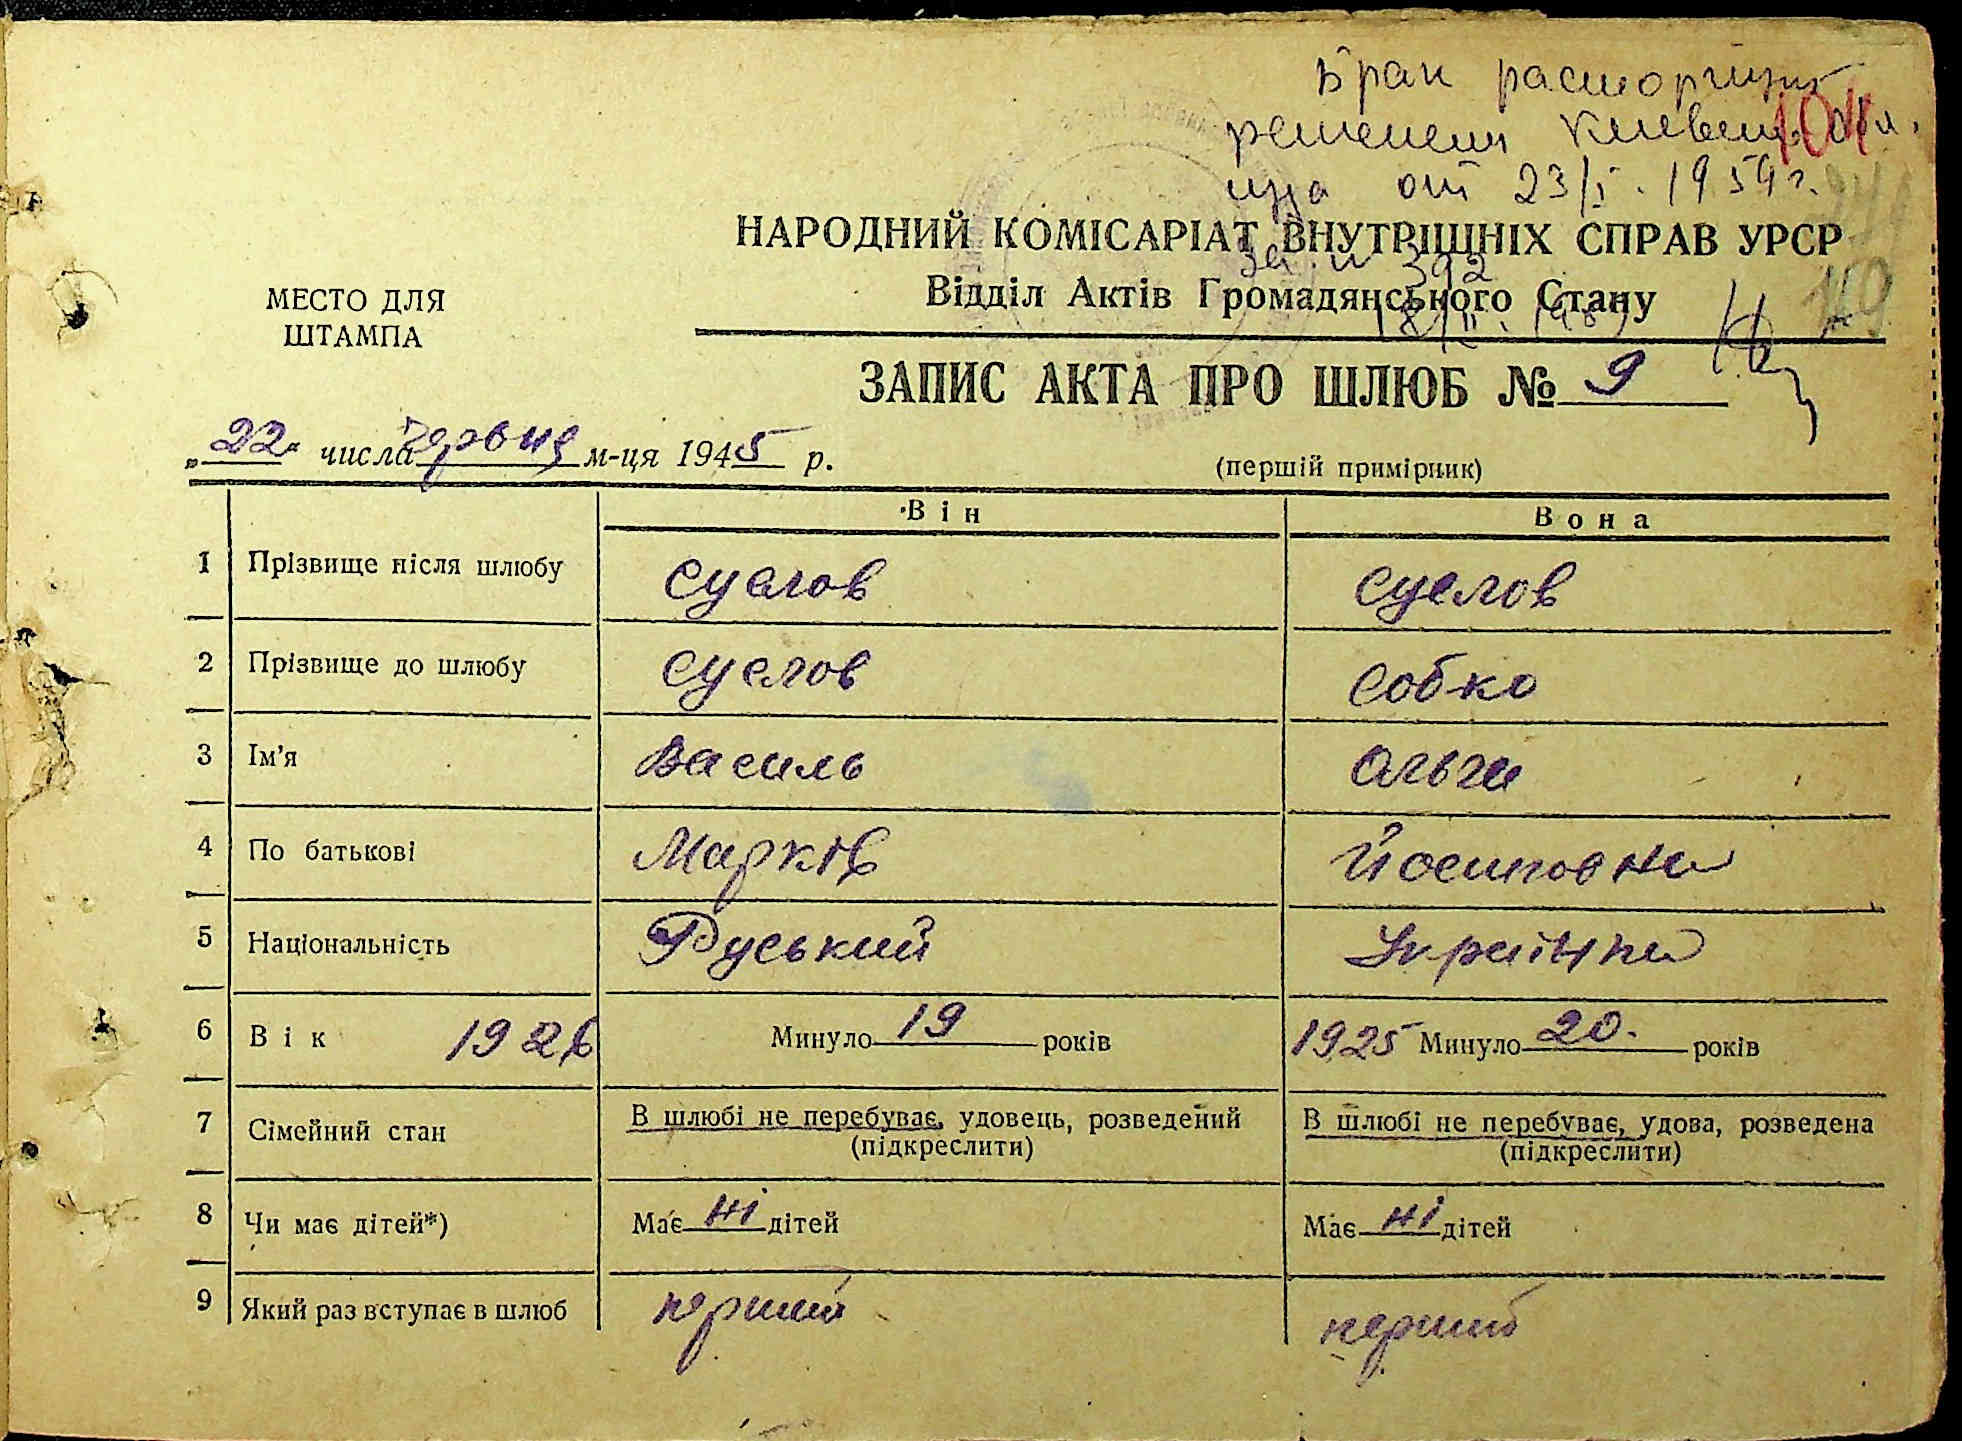 Брак расторгнут
решением Киевск. обл.
суда от 23/I. 1959 г.
104
НАРОДНИЙ КОМІСАРІАТ ВНУТРІШНІХ СПРАВ УРСР
за № 392
Відділ Актів Громадянського Стану
119
МЕСТО ДЛЯ
ШТАМПА
ЗАПИС АКТА ПРО ШЛЮБ № 9
„22“ числа червня м-ця 1945 р.
(перший примірник)
Він Вона
1 Прізвище після шлюбу Суслов Суслов
2 Прізвище до шлюбу Суслов Собко
3 Ім'я Василь Ольга
4 По батькові Марків Йосиповна
5 Національність Руський Українка
6 Вік 1926 Минуло 19 років 1925 Минуло 20. років
7 Сімейний стан В шлюбі не перебуває, удовець, розведений В шлюбі не перебуває, удова, розведена
(підкреслити) (підкреслити)
8 Чи має дітей*) Має ні дітей Має ні дітей
9 Який раз вступає в шлюб перший перший